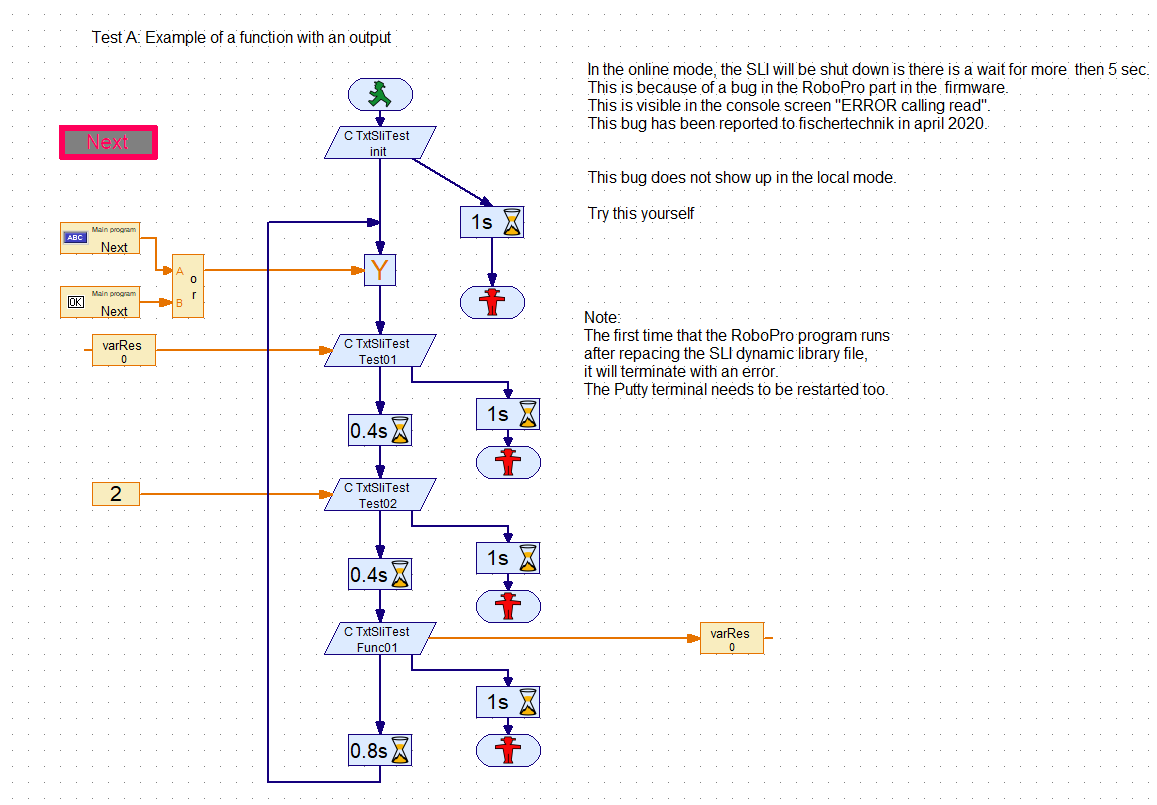 Test A: Example of a function with an output
In the online mode, the SLI will be shut down is there is a wait for more then 5 sec.
This is because of a bug in the RoboPro part in the firmware.
This is visible in the console screen "ERROR calling read".
This bug has been reported to fischertechnik in april 2020.
This bug does not show up in the local mode.
Try this yourself
Next
C TxtSliTest
init
1s
ABC
Main program
Next
A
o
r
B
OK
Main program
Next
Y
Note:
The first time that the RoboPro program runs
after repacing the SLI dynamic library file,
it will terminate with an error.
The Putty terminal needs to be restarted too.
varRes
0
C TxtSliTest
Test01
1s
0.4s
2
C TxtSliTest
Test02
1s
0.4s
C TxtSliTest
Func01
varRes
0
1s
0.8s